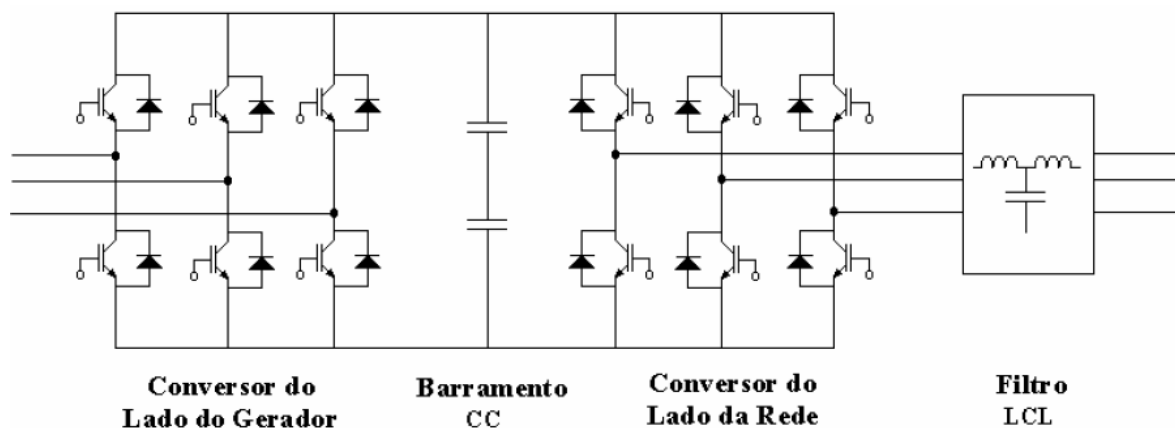 Conversor do
Lado do Gerador
Barramento
CC
Conversor do
Lado da Rede
Filtro
LCL